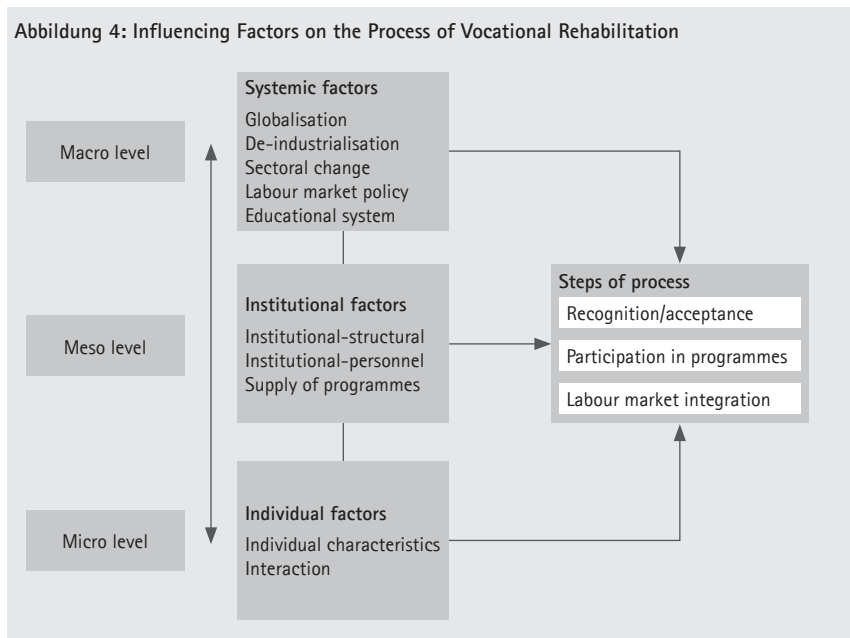 Abbildung 4: Influencing Factors on the Process of Vocational Rehabilitation
Macro level
Systemic factors
Globalisation
De-industrialisation
Sectoral change
Labour market policy
Educational system
Meso level
Institutional factors
Institutional-structural
Institutional-personnel
Supply of programmes
Micro level
Individual factors
Individual characteristics
Interaction
Steps of process
Recognition/acceptance
Participation in programmes
Labour market integration